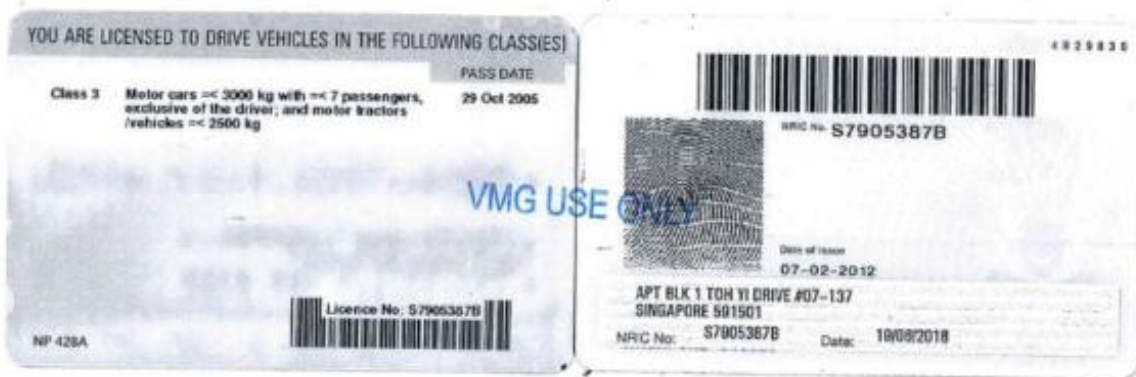 YOU ARE LICENSED TO DRIVE VEHICLES IN THE FOLLOWING CLASS(ES)
PASS DATE
Class 3 Motor cars =< 3000 kg with =< 7 passengers, 29 Oct 2005
exclusive of the driver; and motor tractors
/vehicles =< 2500 kg
Licence No: S7905387B
NP 428A
VMG USE ONLY
4829836
NRIC No. S7905387B
Date of issue
07-02-2012
APT BLK 1 TOH YI DRIVE #07-137
SINGAPORE 591501
NRIC No: S7905387B Date: 19/06/2018